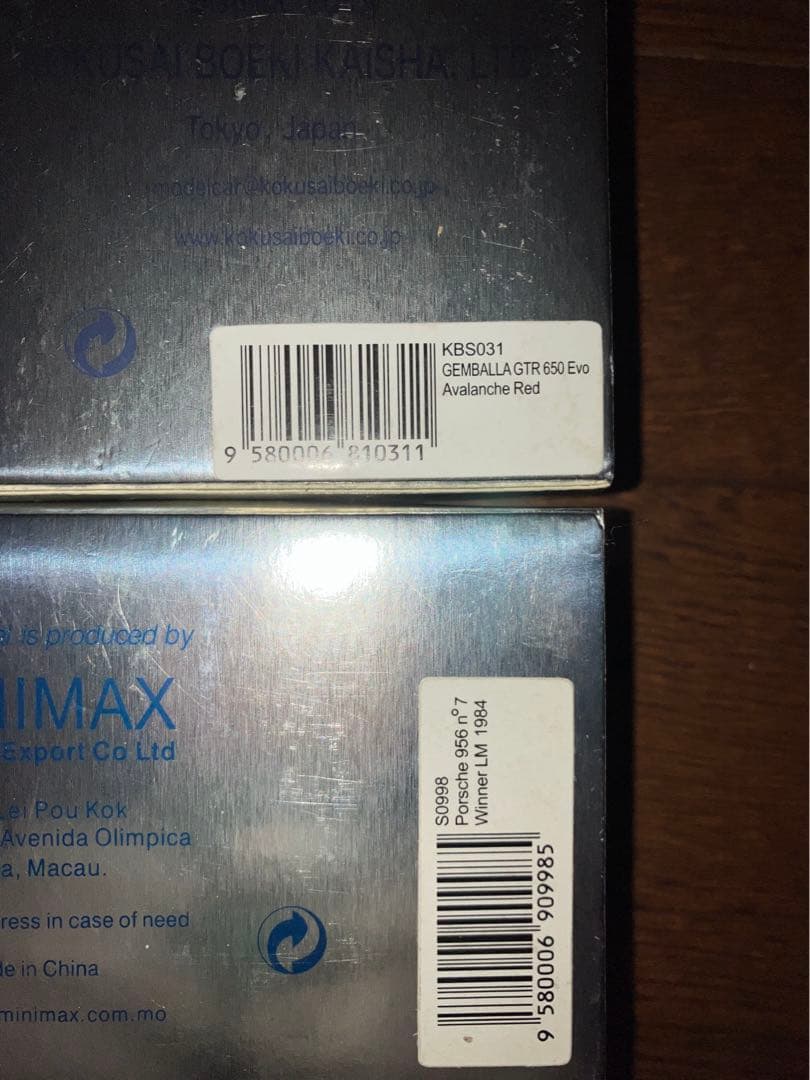 KOKUSAI BOEKI KAISHA, LTD
Tokyo, Japan
modelcar@kokusaiboeki.co.jp
www.kokusaiboeki.co.jp
KBS031
GEMBALLA GTR 650 Evo
Avalanche Red
9 580006 810311
is produced by
IIMAX
Export Co Ltd
Lei Pou Kok
Avenida Olimpica
a, Macau.
ress in case of need
de in China
minimax.com.mo
S0998
Porsche 956 n° 7
Winner LM 1984
9 580006 909985